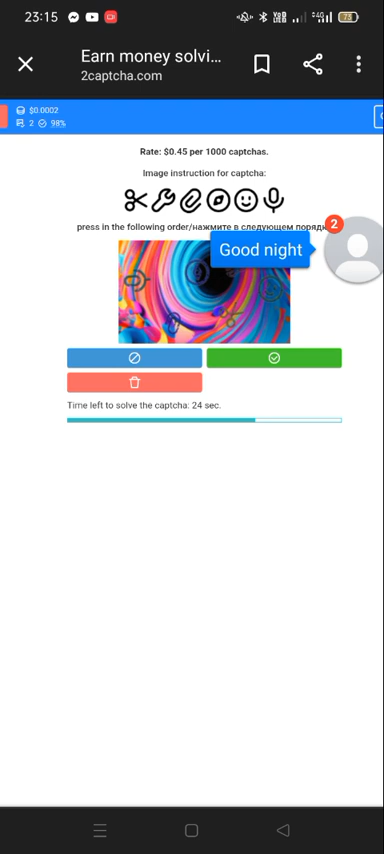 23:15
4G
75
Earn money solvi...
2captcha.com
$0.0002
2 98%
Rate: $0.45 per 1000 captchas.
Image instruction for captcha:
press in the following order/нажмите в следующем
2
Good night
Time left to solve the captcha: 24 sec.